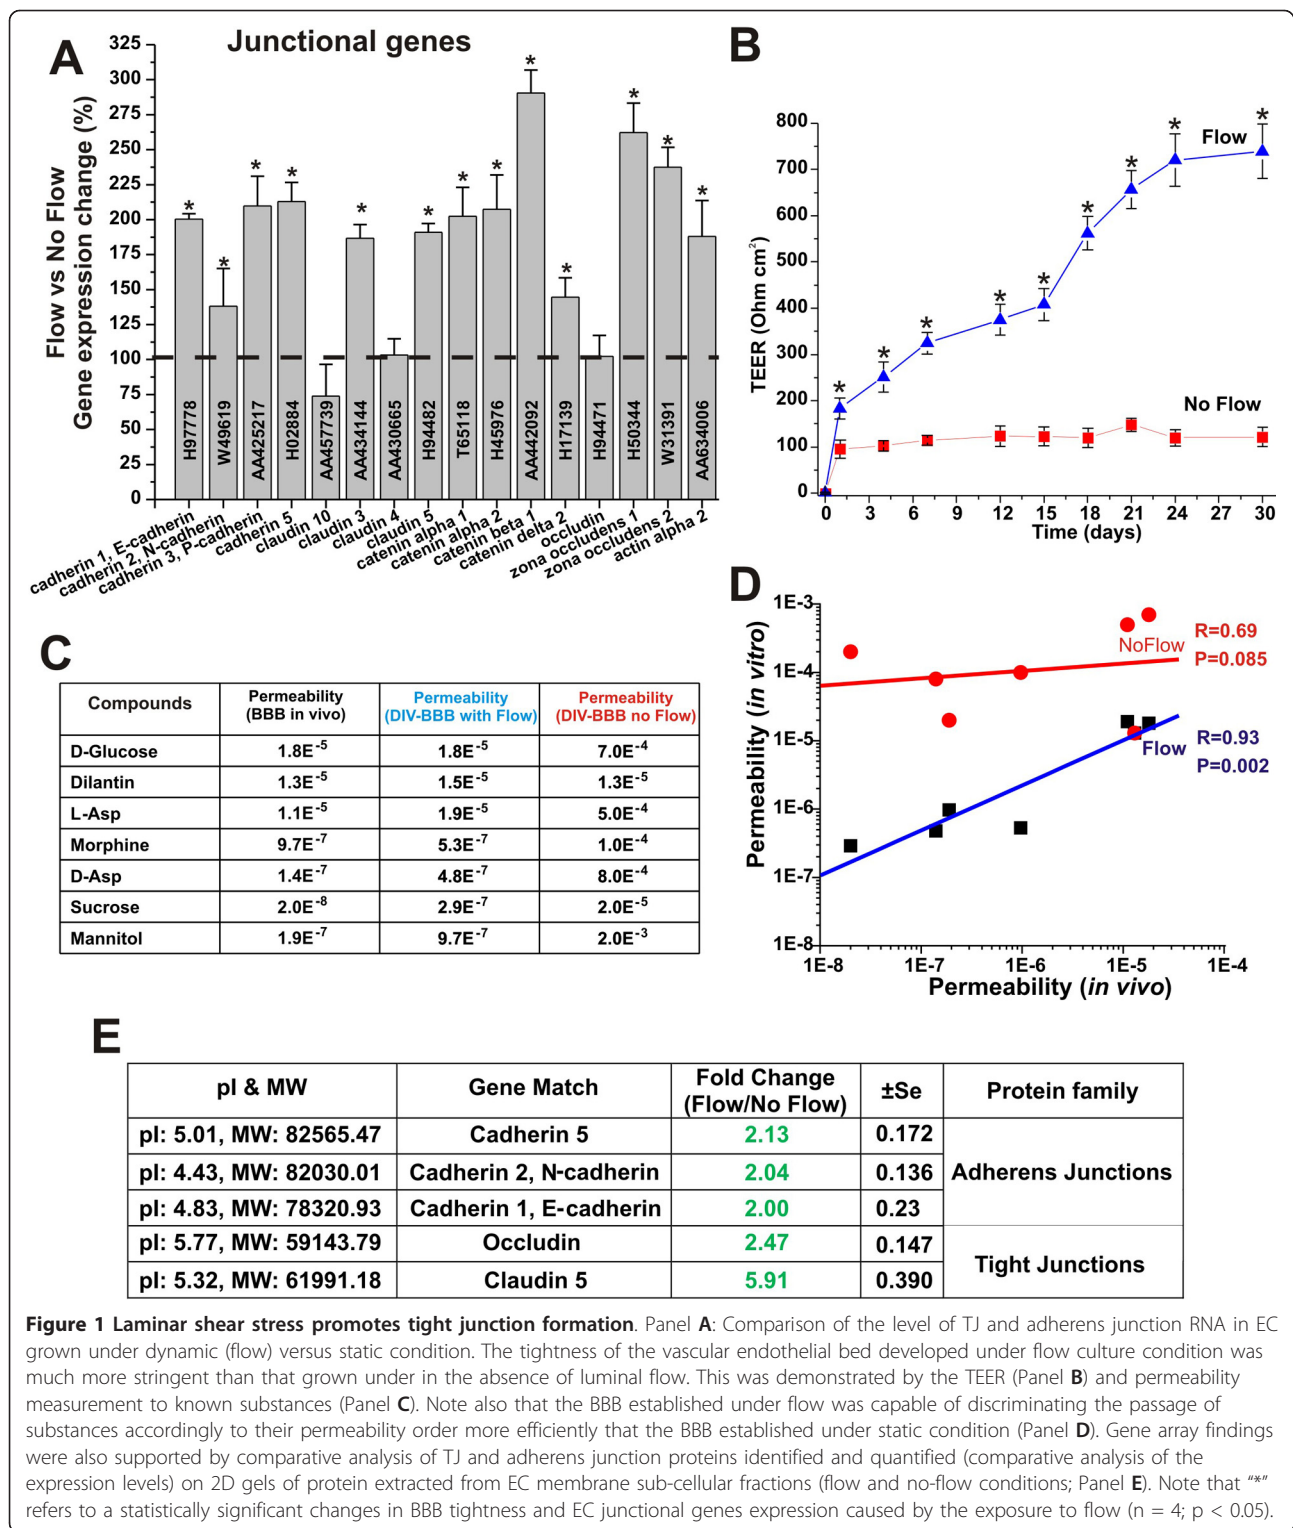 A
Junctional genes
Flow vs No Flow
Gene expression change (%)
325
300
275
250
225
200
175
150
125
100
75
50
25
0
* * * * * * * * * * * * *
H97778
W49619
AA425217
H02884
AA457739
AA434144
AA430665
H94482
T65118
H45976
AA442092
H17139
H94471
H50344
W31391
AA634006
cadherin 1, E-cadherin
cadherin 2, N-cadherin
cadherin 3, P-cadherin
cadherin 5
claudin 10
claudin 3
claudin 4
claudin 5
catenin alpha 1
catenin alpha 2
catenin beta 1
catenin delta 2
occludin
zona occludens 1
zona occludens 2
actin alpha 2
B
TEER (Ohm cm²)
800
700
600
500
400
300
200
100
0
* * * * * * * * *
Flow
No Flow
0 3 6 9 12 15 18 21 24 27 30
Time (days)
C
Compounds Permeability (BBB in vivo) Permeability (DIV-BBB with Flow) Permeability (DIV-BBB no Flow)
D-Glucose 1.8E⁻⁵ 1.8E⁻⁵ 7.0E⁻⁴
Dilantin 1.3E⁻⁵ 1.5E⁻⁵ 1.3E⁻⁵
L-Asp 1.1E⁻⁵ 1.9E⁻⁵ 5.0E⁻⁴
Morphine 9.7E⁻⁷ 5.3E⁻⁷ 1.0E⁻⁴
D-Asp 1.4E⁻⁷ 4.8E⁻⁷ 8.0E⁻⁴
Sucrose 2.0E⁻⁸ 2.9E⁻⁷ 2.0E⁻⁵
Mannitol 1.9E⁻⁷ 9.7E⁻⁷ 2.0E⁻³
D
Permeability (in vitro)
1E-3
1E-4
1E-5
1E-6
1E-7
1E-8
NoFlow
R=0.69
P=0.085
Flow
R=0.93
P=0.002
1E-8 1E-7 1E-6 1E-5 1E-4
Permeability (in vivo)
E
pI & MW Gene Match Fold Change (Flow/No Flow) ±Se Protein family
pI: 5.01, MW: 82565.47 Cadherin 5 2.13 0.172
pI: 4.43, MW: 82030.01 Cadherin 2, N-cadherin 2.04 0.136 Adherens Junctions
pI: 4.83, MW: 78320.93 Cadherin 1, E-cadherin 2.00 0.23
pI: 5.77, MW: 59143.79 Occludin 2.47 0.147 Tight Junctions
pI: 5.32, MW: 61991.18 Claudin 5 5.91 0.390
Figure 1 Laminar shear stress promotes tight junction formation. Panel A: Comparison of the level of TJ and adherens junction RNA in EC
grown under dynamic (flow) versus static condition. The tightness of the vascular endothelial bed developed under flow culture condition was
much more stringent than that grown under in the absence of luminal flow. This was demonstrated by the TEER (Panel B) and permeability
measurement to known substances (Panel C). Note also that the BBB established under flow was capable of discriminating the passage of
substances accordingly to their permeability order more efficiently that the BBB established under static condition (Panel D). Gene array findings
were also supported by comparative analysis of TJ and adherens junction proteins identified and quantified (comparative analysis of the
expression levels) on 2D gels of protein extracted from EC membrane sub-cellular fractions (flow and no-flow conditions; Panel E). Note that “*”
refers to a statistically significant changes in BBB tightness and EC junctional genes expression caused by the exposure to flow (n = 4; p < 0.05).